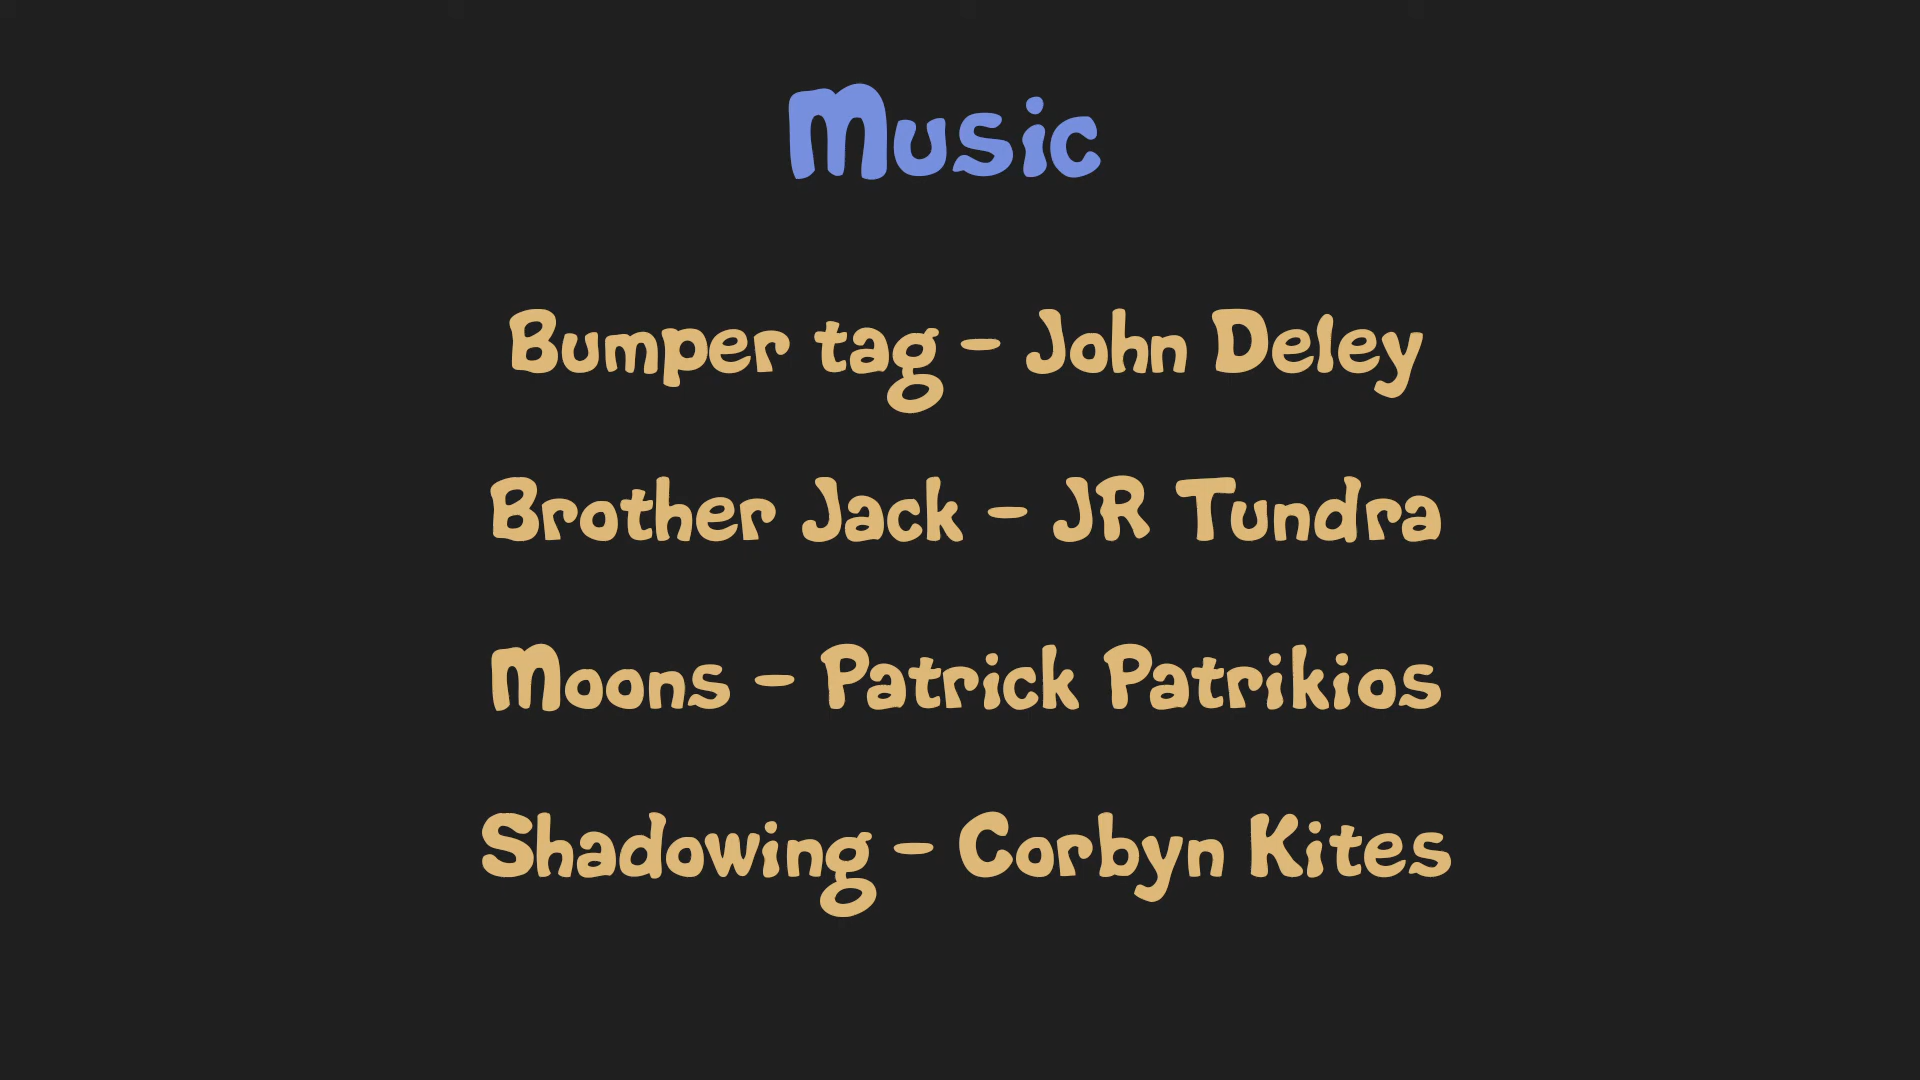 Music
Bumper tag - John Deley
Brother Jack - JR Tundra
Moons - Patrick Patrikios
Shadowing - Corbyn Kites